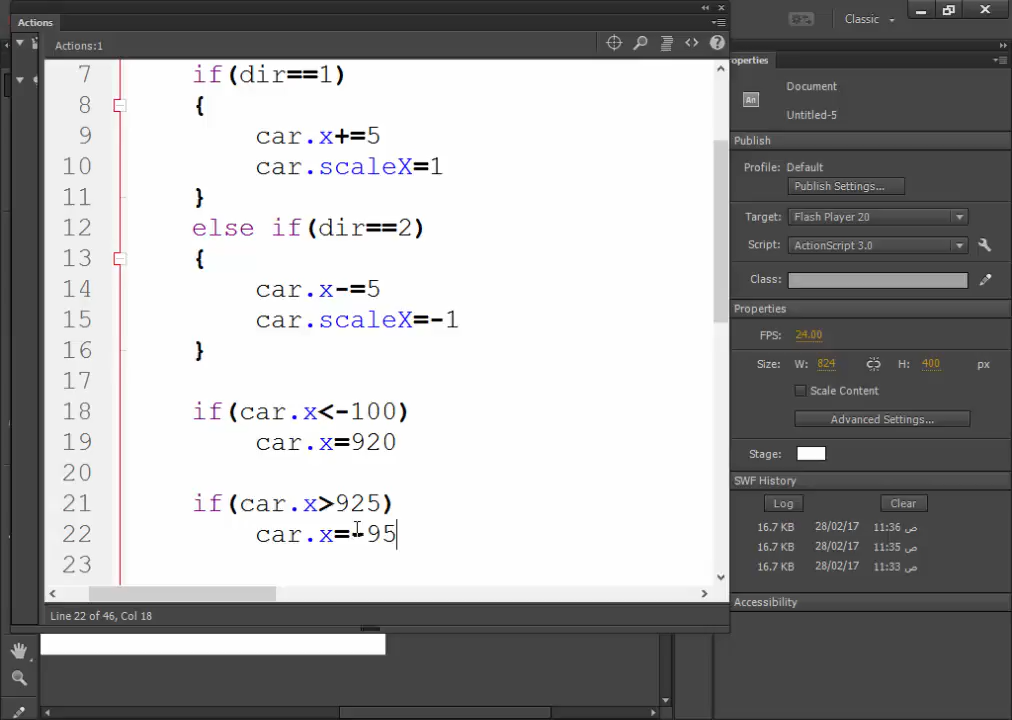 Actions
Classic
Actions:1
operties
7 if(dir==1)
8 {
9 car.x+=5
10 car.scaleX=1
11 }
12 else if(dir==2)
13 {
14 car.x-=5
15 car.scaleX=-1
16 }
17
18 if(car.x<-100)
19 car.x=920
20
21 if(car.x>925)
22 car.x=-95
23
Line 22 of 46, Col 18
An
Document
Untitled-5
Publish
Profile: Default
Publish Settings...
Target: Flash Player 20
Script: ActionScript 3.0
Class:
Properties
FPS: 24.00
Size: W: 824 H: 400 px
Scale Content
Advanced Settings...
Stage:
SWF History
Log Clear
16.7 KB 28/02/17 11:36 ص
16.7 KB 28/02/17 11:35 ص
16.7 KB 28/02/17 11:33 ص
Accessibility